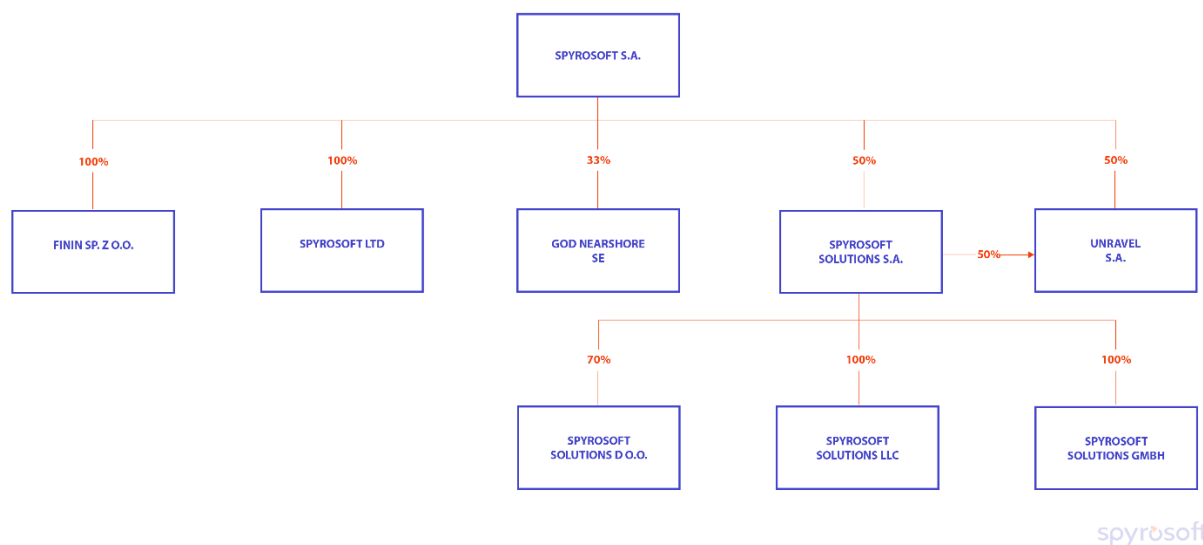 SPYROSOFT S.A.
100%
100%
33%
50%
50%
FININ SP. Z O.O.
SPYROSOFT LTD
GOD NEARSHORE
SE
SPYROSOFT
SOLUTIONS S.A.
50%
UNRAVEL
S.A.
70%
100%
100%
SPYROSOFT
SOLUTIONS D O.O.
SPYROSOFT
SOLUTIONS LLC
SPYROSOFT
SOLUTIONS GMBH
spyrosoft